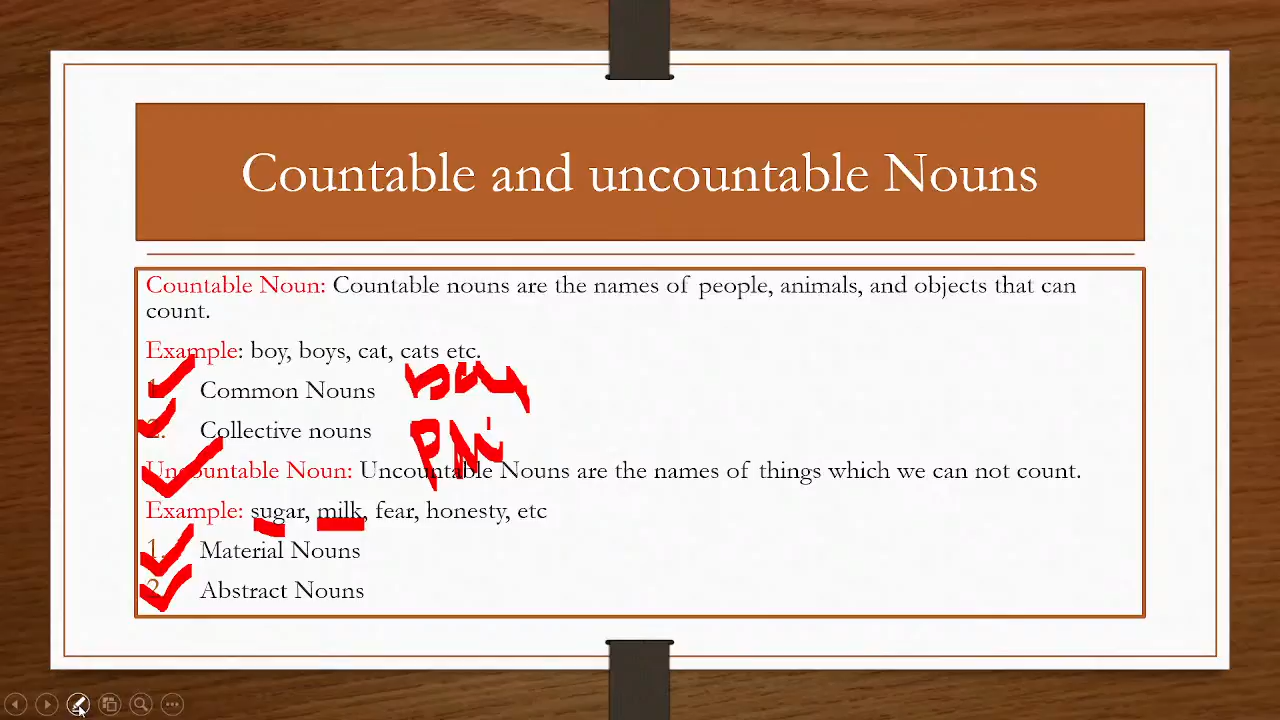 Countable and uncountable Nouns
Countable Noun: Countable nouns are the names of people, animals, and objects that can
count.
Example: boy, boys, cat, cats etc.
1. Common Nouns
2. Collective nouns
Uncountable Noun: Uncountable Nouns are the names of things which we can not count.
Example: sugar, milk, fear, honesty, etc
1. Material Nouns
2. Abstract Nouns